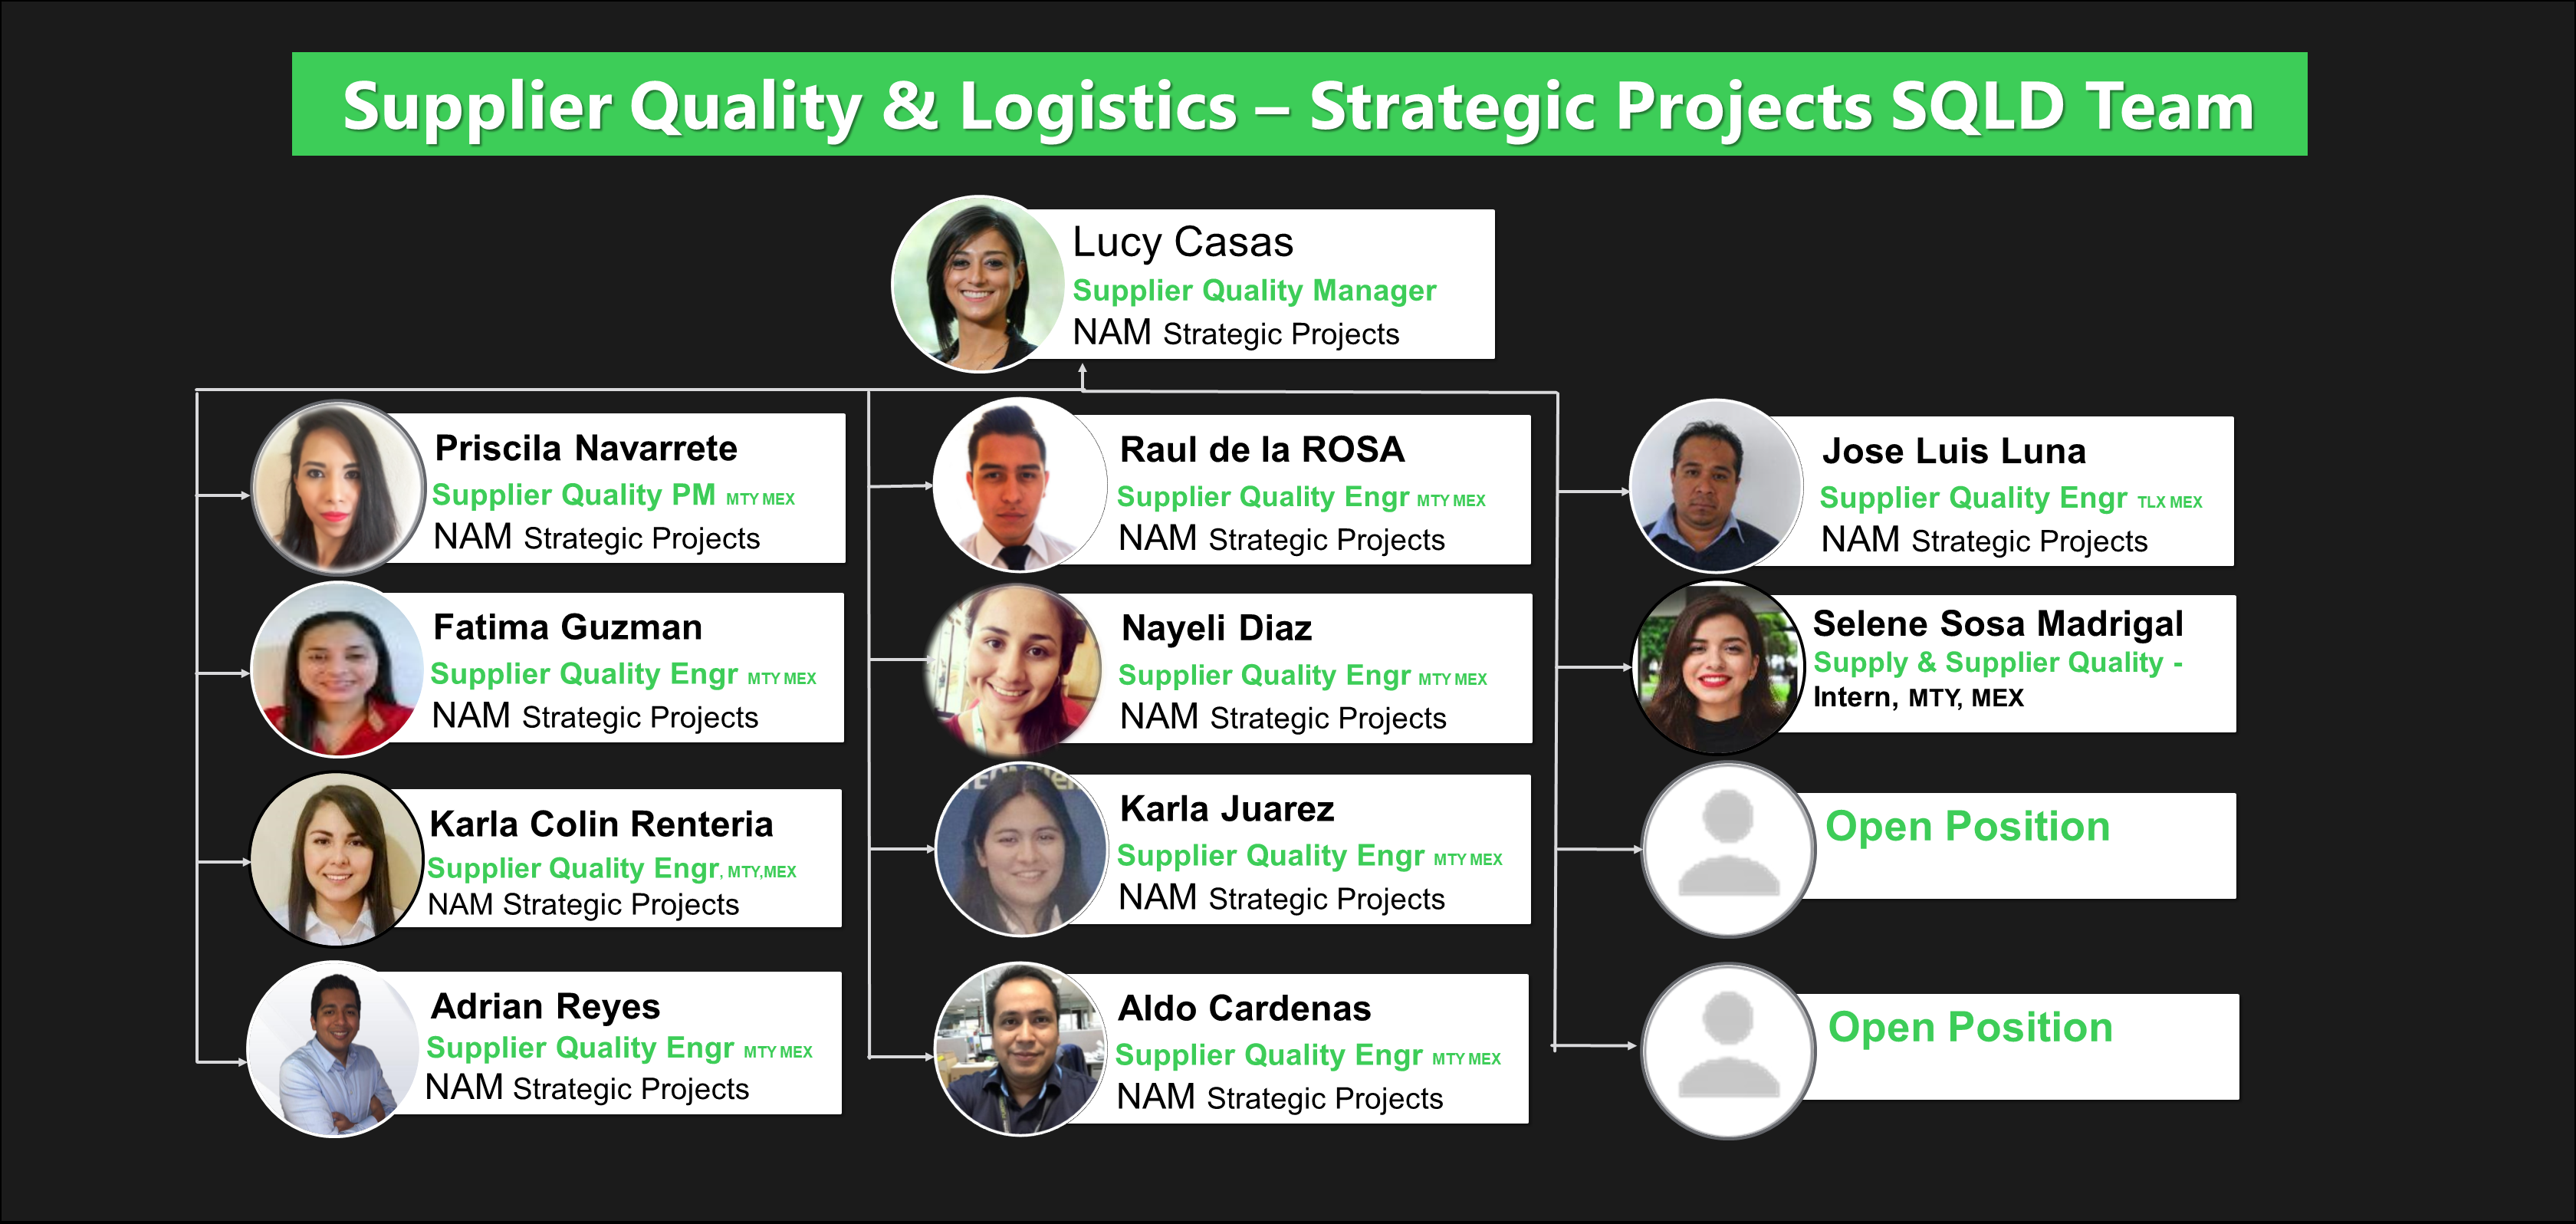 Supplier Quality & Logistics – Strategic Projects SQLD Team
Lucy Casas
Supplier Quality Manager
NAM Strategic Projects
Priscila Navarrete
Supplier Quality PM MTY MEX
NAM Strategic Projects
Fatima Guzman
Supplier Quality Engr MTY MEX
NAM Strategic Projects
Karla Colin Renteria
Supplier Quality Engr, MTY,MEX
NAM Strategic Projects
Adrian Reyes
Supplier Quality Engr MTY MEX
NAM Strategic Projects
Raul de la ROSA
Supplier Quality Engr MTY MEX
NAM Strategic Projects
Nayeli Diaz
Supplier Quality Engr MTY MEX
NAM Strategic Projects
Karla Juarez
Supplier Quality Engr MTY MEX
NAM Strategic Projects
Aldo Cardenas
Supplier Quality Engr MTY MEX
NAM Strategic Projects
Jose Luis Luna
Supplier Quality Engr TLX MEX
NAM Strategic Projects
Selene Sosa Madrigal
Supply & Supplier Quality -
Intern, MTY, MEX
Open Position
Open Position